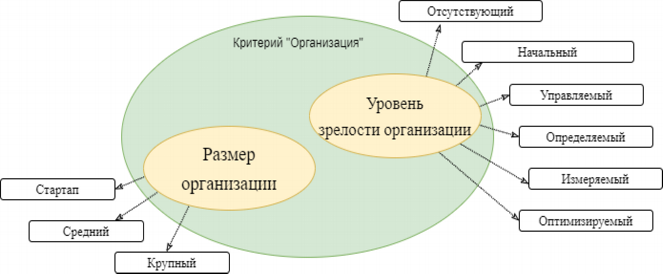 Отсутствующий
Критерий "Организация"
Начальный
Управляемый
Уровень
зрелости организации
Определяемый
Размер
организации
Измеряемый
Стартап
Оптимизируемый
Средний
Крупный